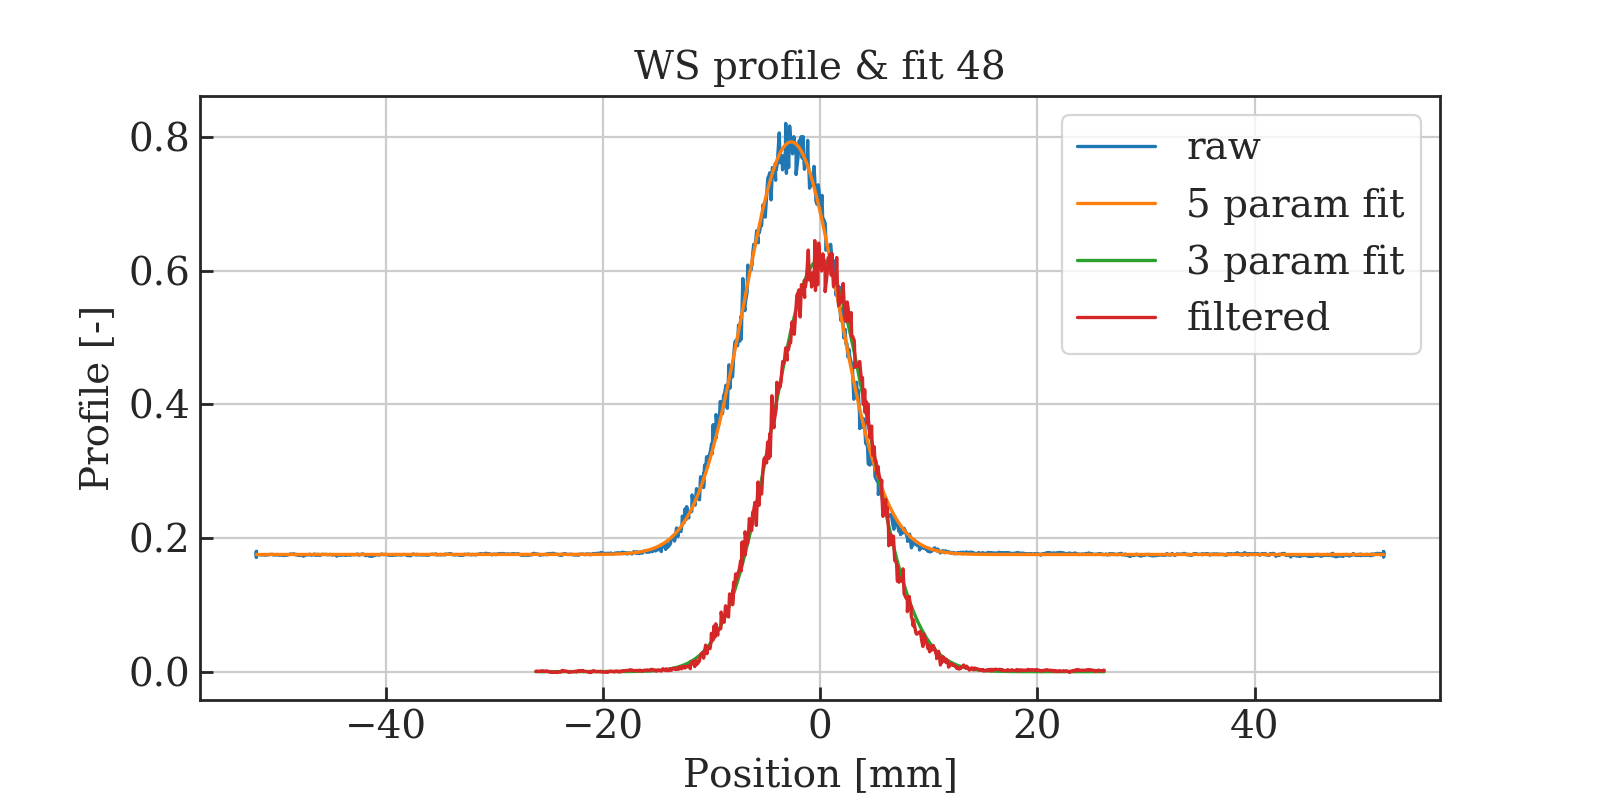 WS profile & fit 48
Profile [-]
0.8
0.6
0.4
0.2
0.0
−40 −20 0 20 40
Position [mm]
raw
5 param fit
3 param fit
filtered